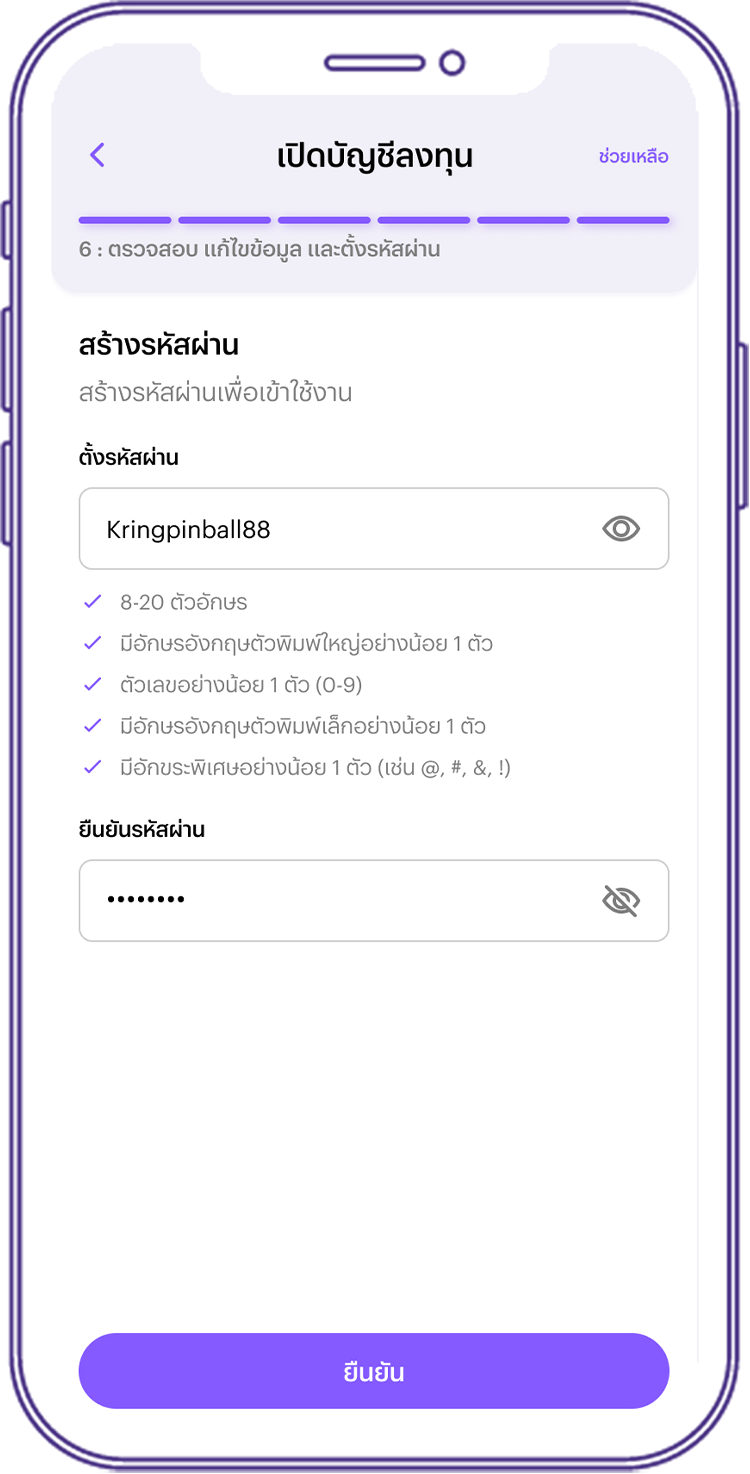 เปิดบัญชีลงทุน
ช่วยเหลือ
6 : ตรวจสอบ แก้ไขข้อมูล และตั้งรหัสผ่าน
สร้างรหัสผ่าน
สร้างรหัสผ่านเพื่อเข้าใช้งาน
ตั้งรหัสผ่าน
Kringpinball88
8-20 ตัวอักษร
มีอักษรอังกฤษตัวพิมพ์ใหญ่อย่างน้อย 1 ตัว
ตัวเลขอย่างน้อย 1 ตัว (0-9)
มีอักษรอังกฤษตัวพิมพ์เล็กอย่างน้อย 1 ตัว
มีอักขระพิเศษอย่างน้อย 1 ตัว (เช่น @, #, &, !)
ยืนยันรหัสผ่าน
••••••••
ยืนยัน